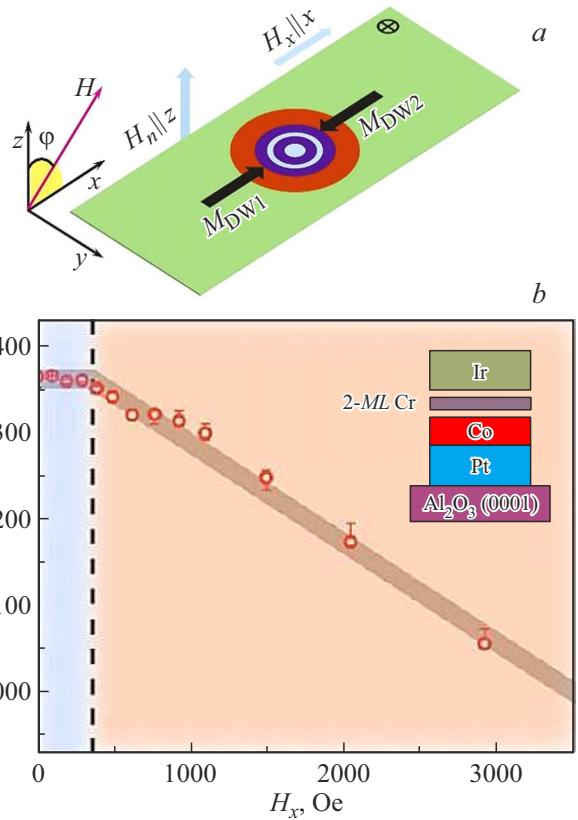 a
H_x||x
H
H_n||z
z
φ
x
M_DW2
M_DW1
y
b
400
Ir
2-ML Cr
300
Co
Pt
200
Al₂O₃ (0001)
100
000
0 1000 2000 3000
H_x, Oe